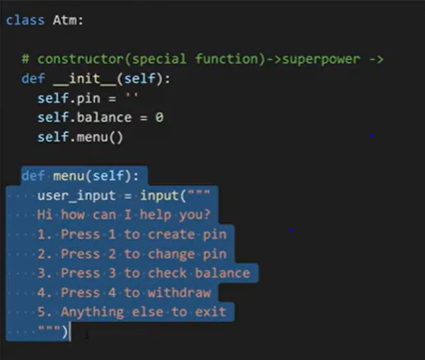 class Atm:
# constructor(special function)->superpower ->
def __init__(self):
self.pin = ''
self.balance = 0
self.menu()
def menu(self):
user_input = input("""
Hi how can I help you?
1. Press 1 to create pin
2. Press 2 to change pin
3. Press 3 to check balance
4. Press 4 to withdraw
5. Anything else to exit
""")